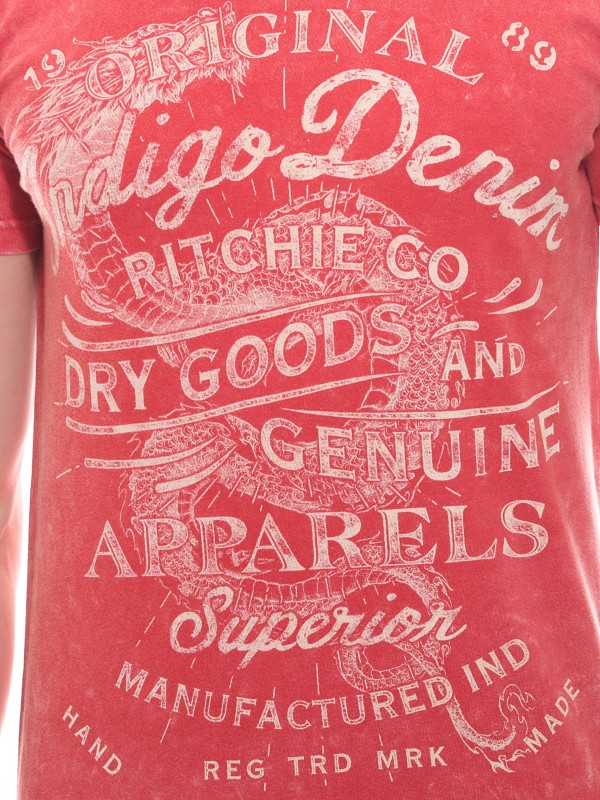 19 ORIGINAL 89
Indigo Denim
RITCHIE CO
DRY GOODS AND
GENUINE
APPARELS
Superior
MANUFACTURED IND
HAND MADE
REG TRD MRK